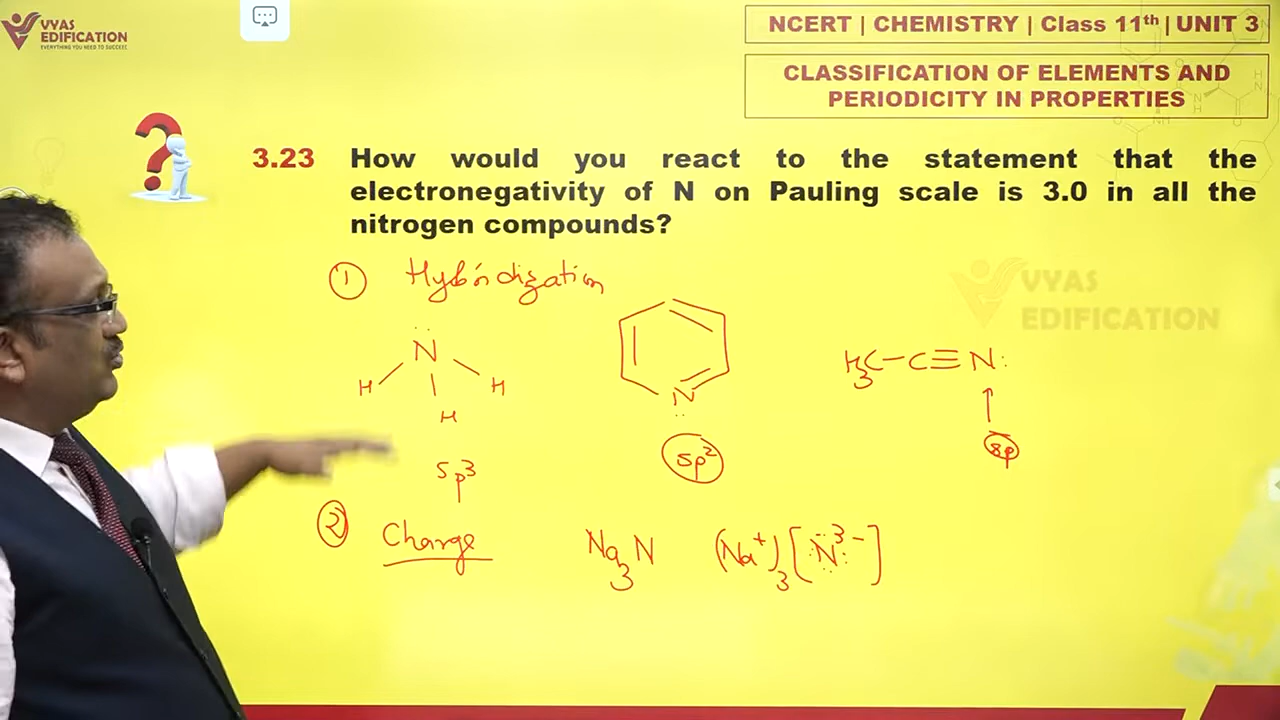 VYAS
EDIFICATION
EVERYTHING YOU NEED TO SUCCEED
NCERT | CHEMISTRY | Class 11th | UNIT 3
CLASSIFICATION OF ELEMENTS AND
PERIODICITY IN PROPERTIES
3.23 How would you react to the statement that the
electronegativity of N on Pauling scale is 3.0 in all the
nitrogen compounds?
① Hybridization
VYAS
EDIFICATION
N
H H
H
N
H3C-C≡N:
sp3
sp2
sp
② Charge Na3N (Na+)3 [N3-]